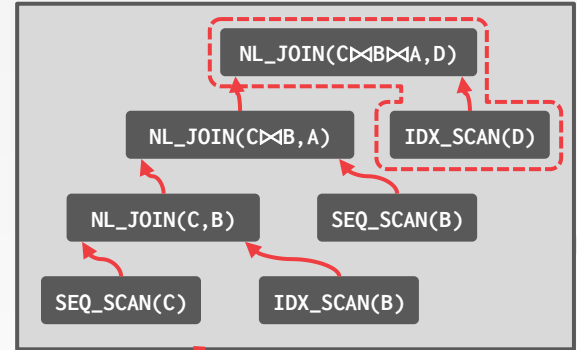 NL_JOIN(C⨝B⨝A,D)
NL_JOIN(C⨝B,A)
IDX_SCAN(D)
NL_JOIN(C,B)
SEQ_SCAN(B)
SEQ_SCAN(C)
IDX_SCAN(B)